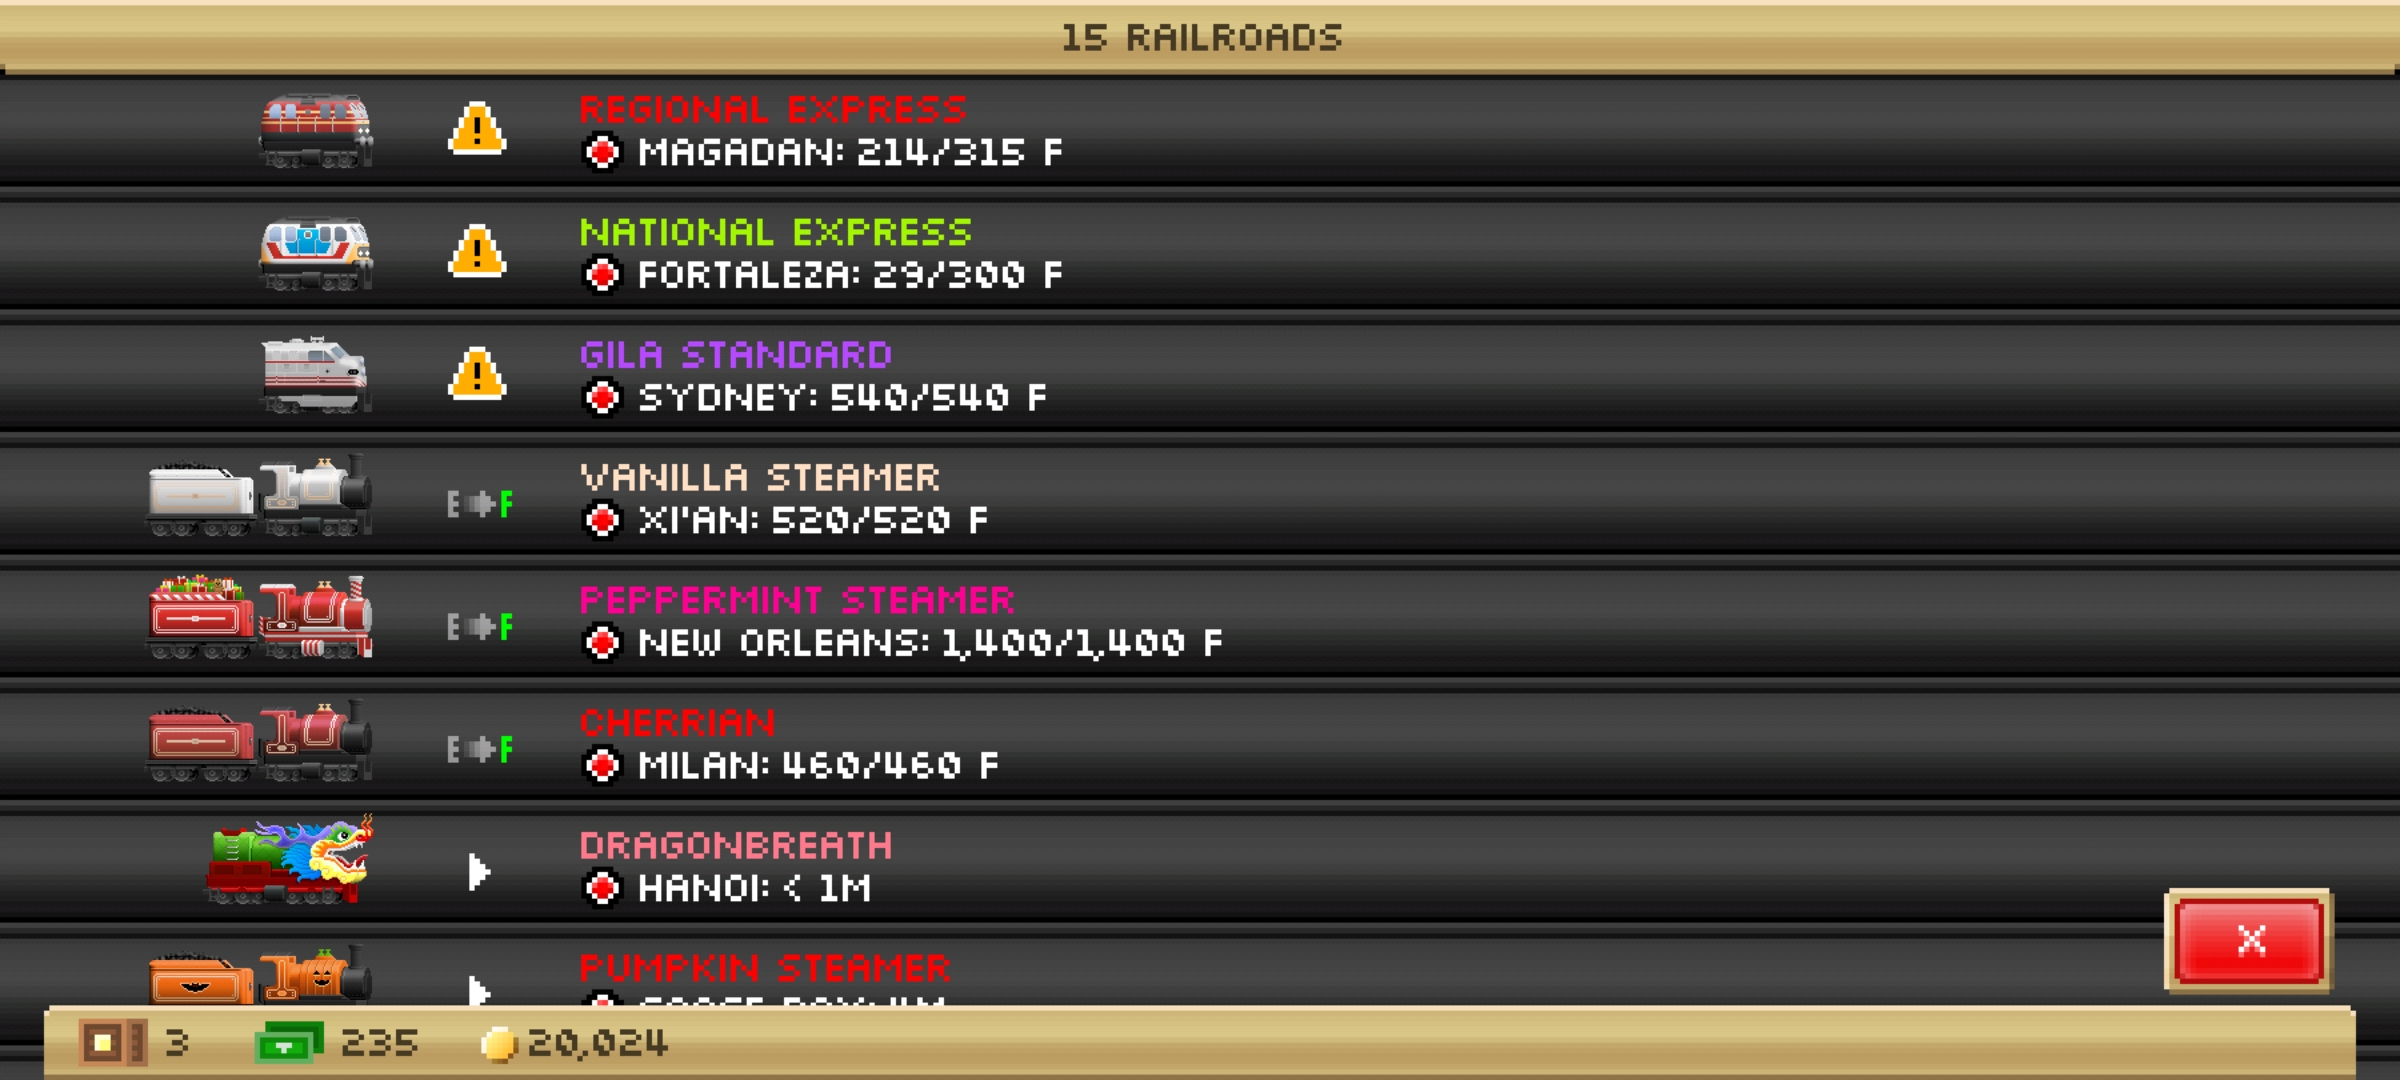 15 RAILROADS
REGIONAL EXPRESS
MAGADAN: 214/315 F
NATIONAL EXPRESS
FORTALEZA: 29/300 F
GILA STANDARD
SYDNEY: 540/540 F
VANILLA STEAMER
E F XI'AN: 520/520 F
PEPPERMINT STEAMER
E F NEW ORLEANS: 1,400/1,400 F
CHERRIAN
E F MILAN: 460/460 F
DRAGONBREATH
HANOI: < 1M
PUMPKIN STEAMER
X
3 235 20,024